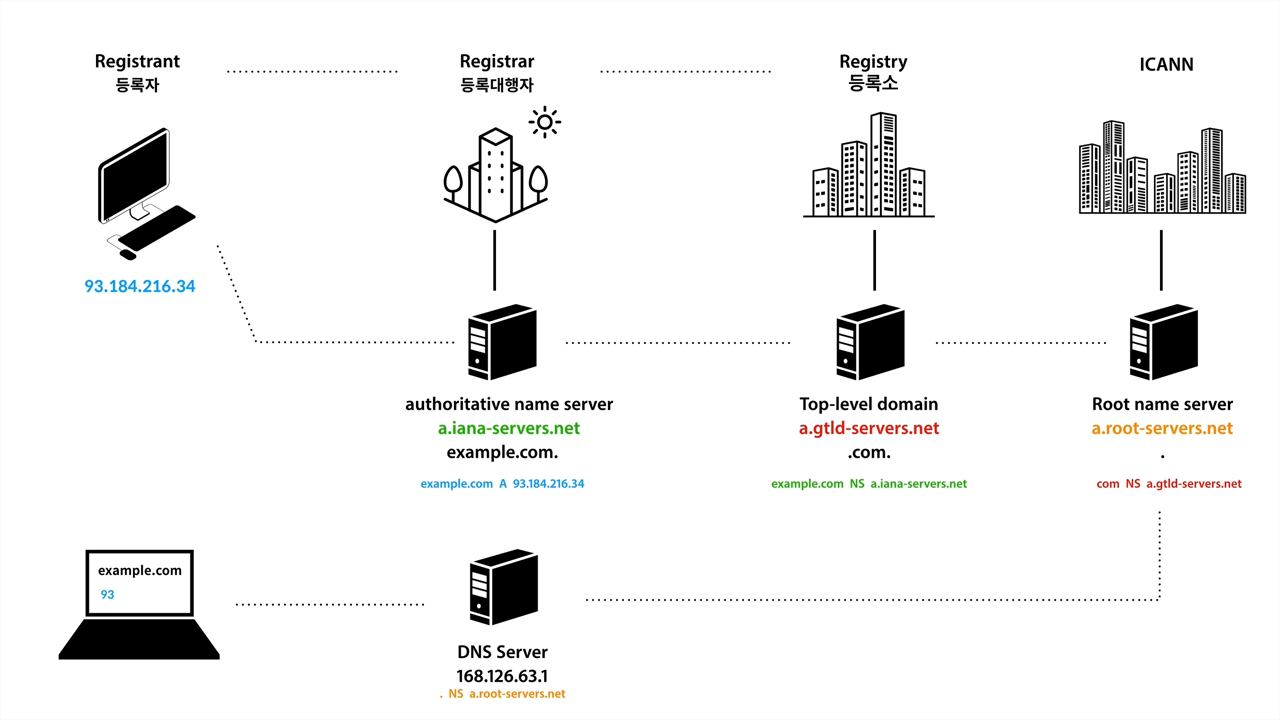 Registrant
등록자
Registrar
등록대행자
Registry
등록소
ICANN
93.184.216.34
authoritative name server
a.iana-servers.net
example.com.
example.com A 93.184.216.34
Top-level domain
a.gtld-servers.net
.com.
example.com NS a.iana-servers.net
Root name server
a.root-servers.net
.
com NS a.gtld-servers.net
example.com
93
DNS Server
168.126.63.1
. NS a.root-servers.net